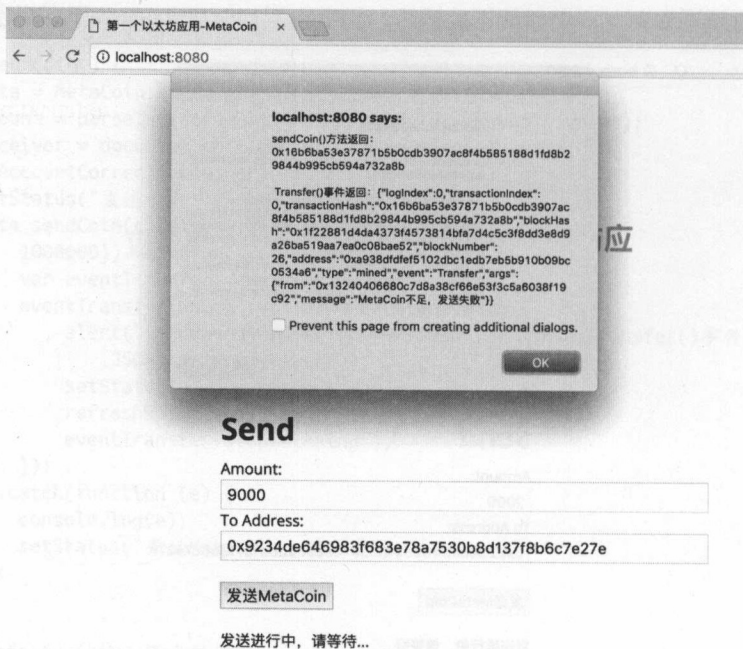 第一个以太坊应用-MetaCoin ×
localhost:8080
localhost:8080 says:
sendCoin()方法返回:
0x16b6ba53e37871b5b0cdb3907ac8f4b585188d1fd8b2
9844b995cb594a732a8b
Transfer()事件返回: {"logIndex":0,"transactionIndex":
0,"transactionHash":"0x16b6ba53e37871b5b0cdb3907ac
8f4b585188d1fd8b29844b995cb594a732a8b","blockHas
h":"0x1f22881d4da4373f4573814bfa7d4c5c3f8dd3e8d9
a26ba519aa7ea0c08bae52","blockNumber":
26,"address":"0xa938dfdfef5102dbc1edb7eb5b910b09bc
0534a6","type":"mined","event":"Transfer","args":
{"from":"0x13240406680c7d8a38cf66e53f3c5a6038f19
c92","message":"MetaCoin不足，发送失败"}}
Prevent this page from creating additional dialogs.
OK
应
Send
Amount:
9000
To Address:
0x9234de646983f683e78a7530b8d137f8b6c7e27e
发送MetaCoin
发送进行中，请等待...